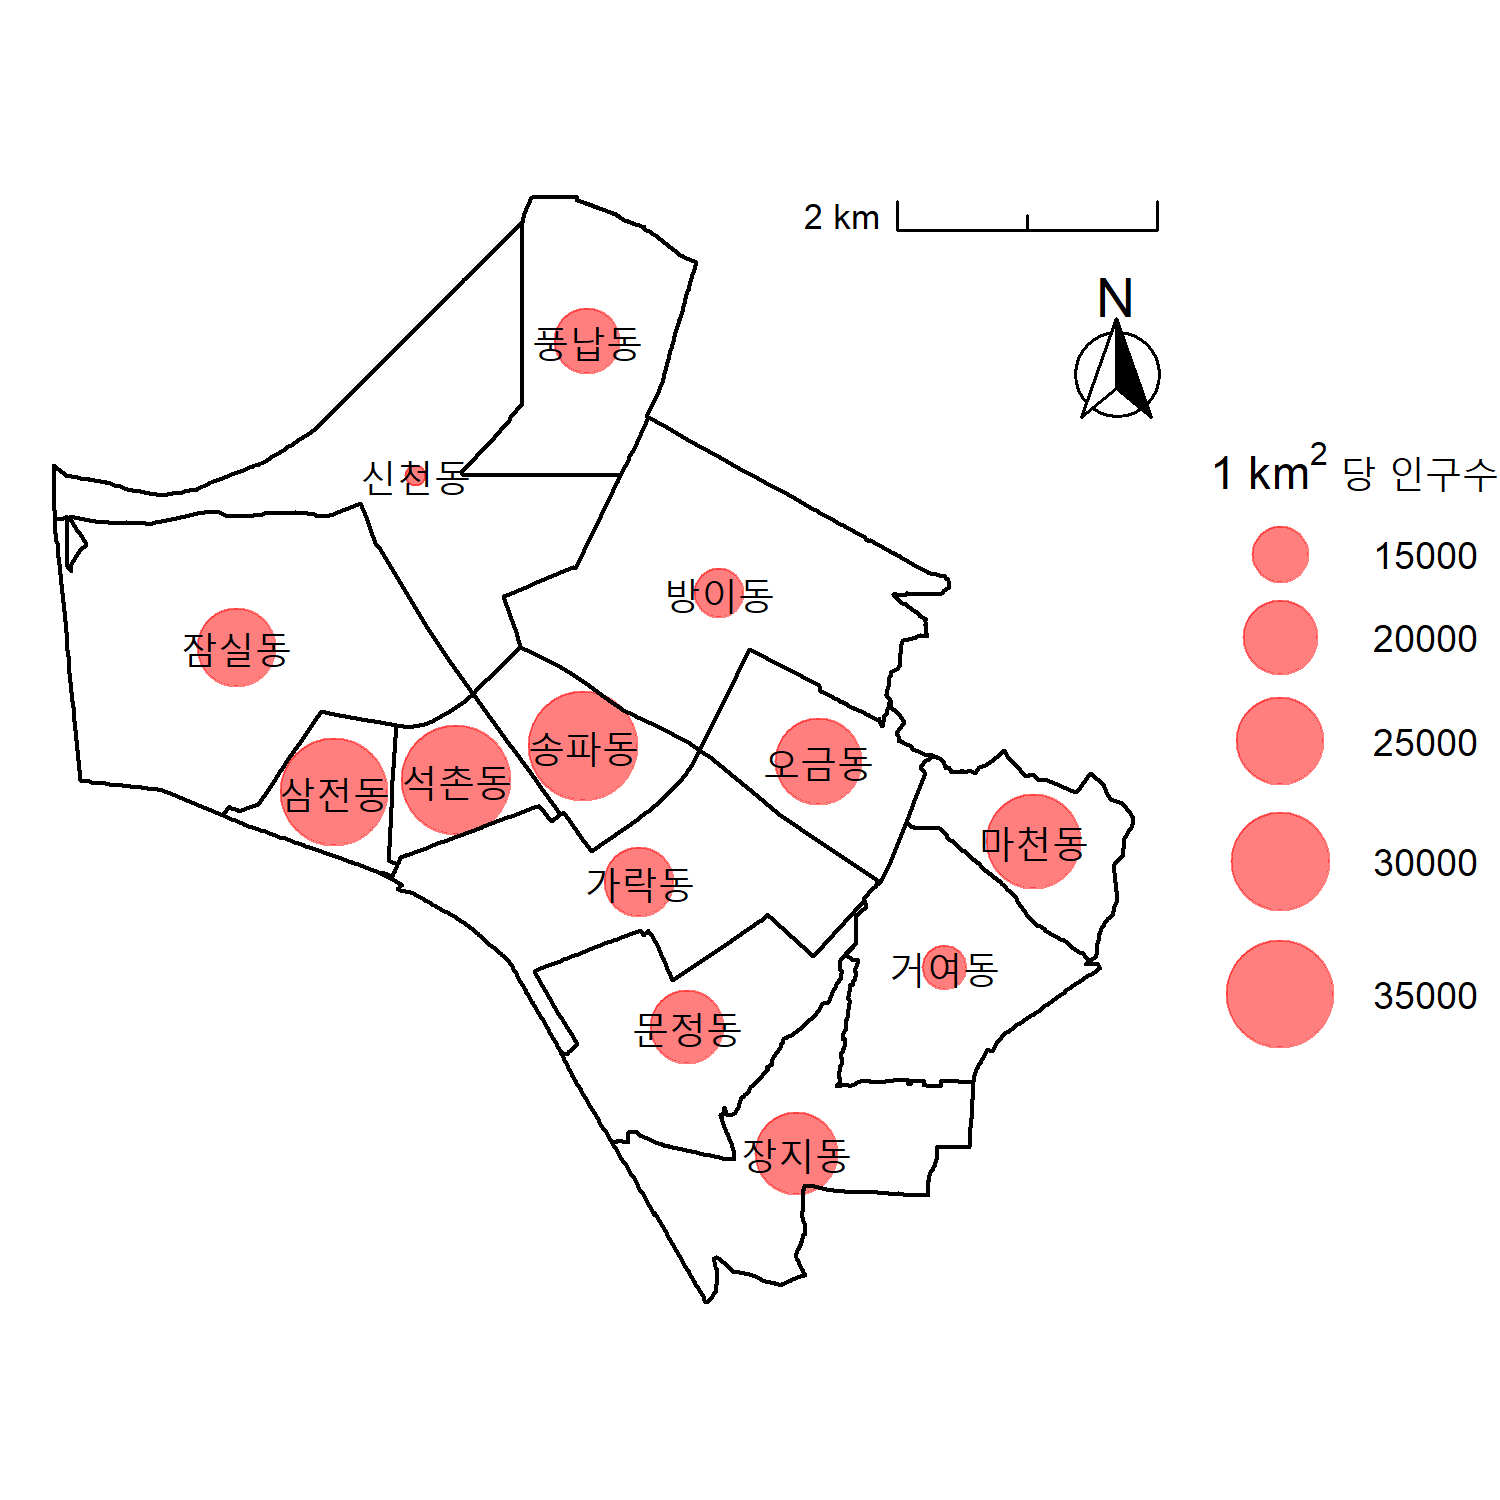 2 km
N
풍납동
1 km² 당 인구수
신천동
15000
방이동
20000
잠실동
25000
송파동
오금동
삼전동
석촌동
마천동
30000
가락동
거여동
35000
문정동
장지동